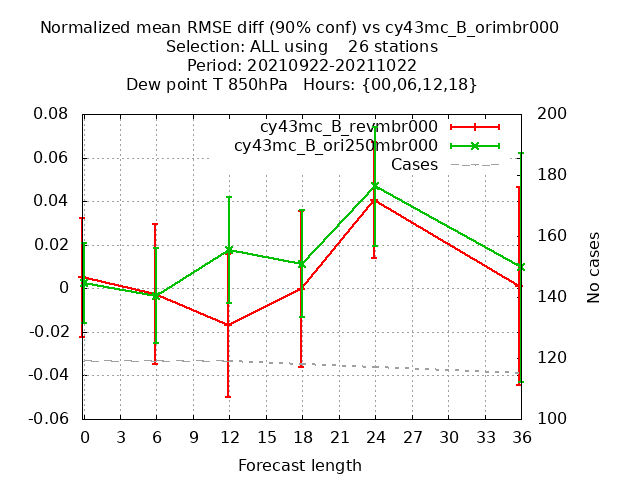 Normalized mean RMSE diff (90% conf) vs cy43mc_B_orimbr000
Selection: ALL using    26 stations
Period: 20210922-20211022
Dew point T 850hPa   Hours: {00,06,12,18}
0.08
0.06
0.04
0.02
0
-0.02
-0.04
-0.06
200
180
160
140
120
100
No cases
cy43mc_B_revmbr000
cy43mc_B_ori250mbr000
Cases
0 3 6 9 12 15 18 21 24 27 30 33 36
Forecast length